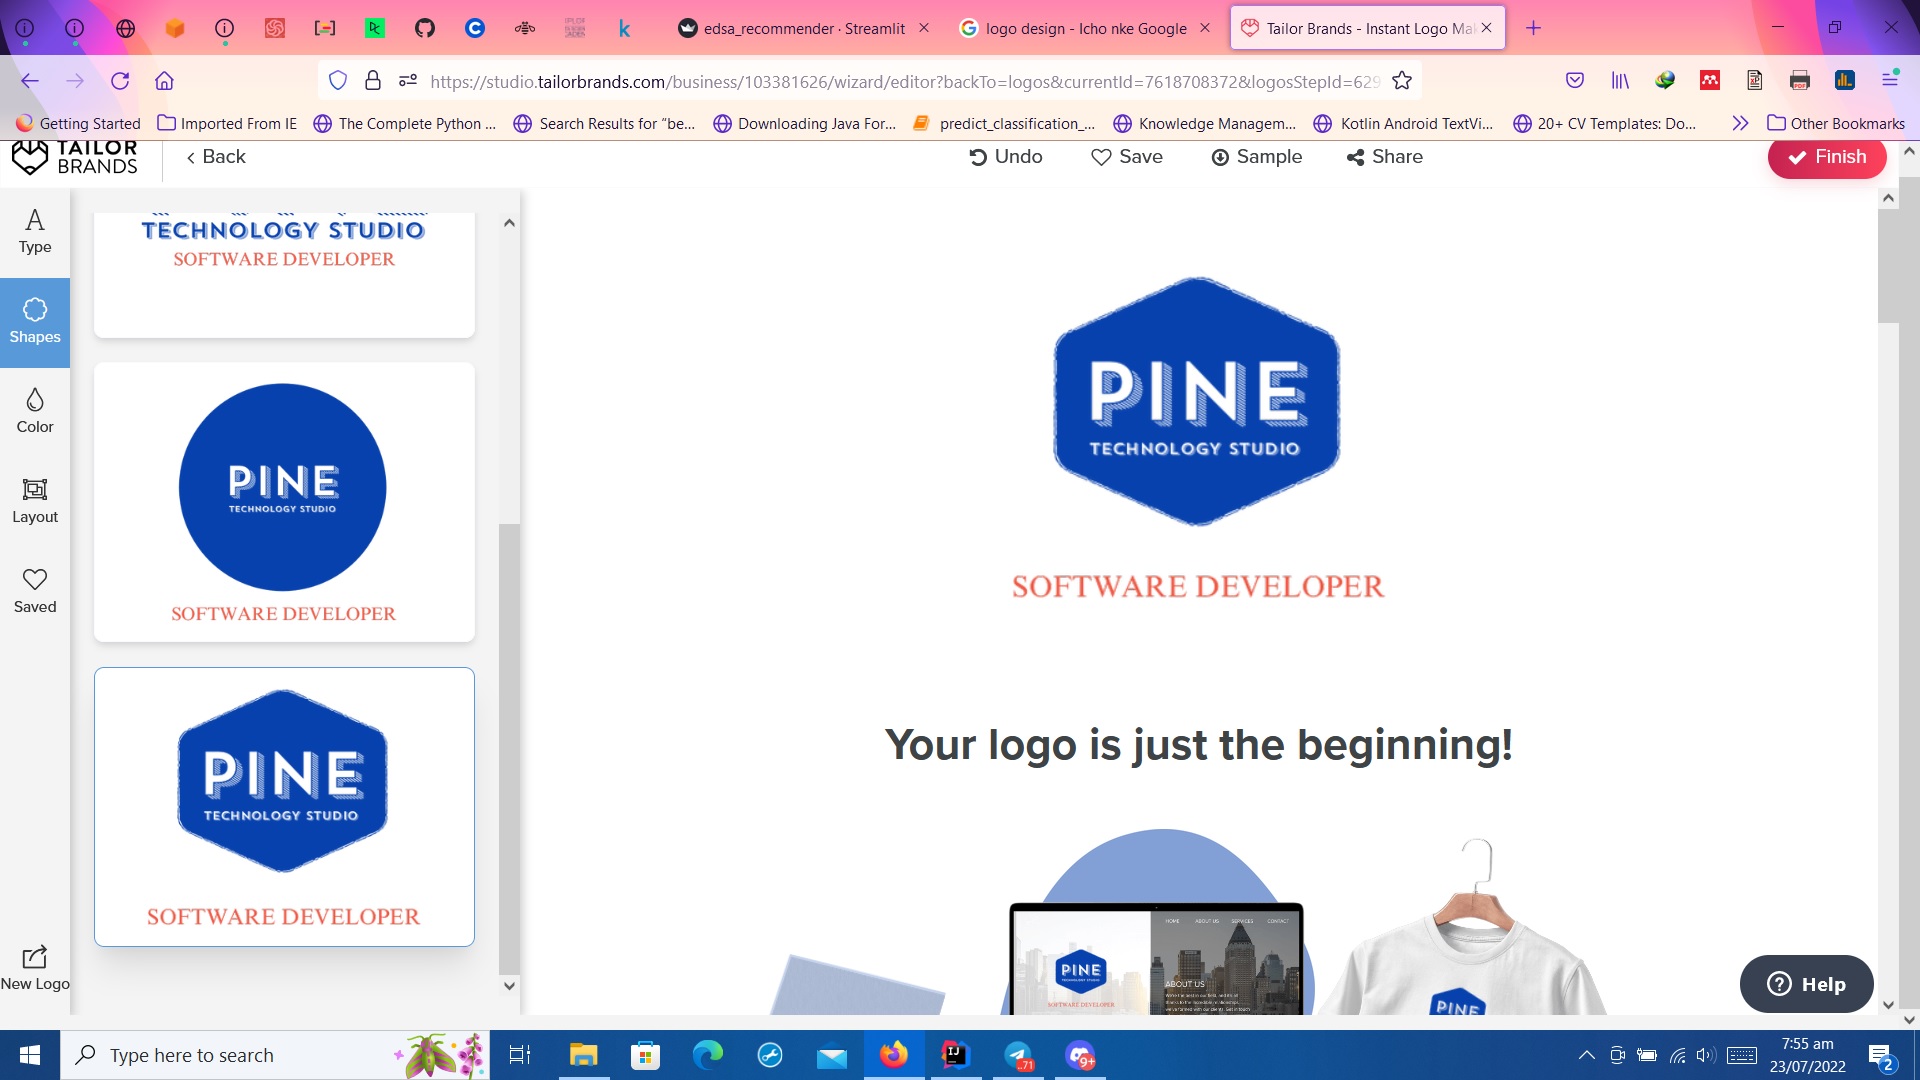 edsa_recommender · Streamlit
logo design - Icho nke Google
Tailor Brands - Instant Logo Mak
https://studio.tailorbrands.com/business/103381626/wizard/editor?backTo=logos&currentId=7618708372&logosStepId=629
Getting Started
Imported From IE
The Complete Python ...
Search Results for “be...
Downloading Java For...
predict_classification_...
Knowledge Managem...
Kotlin Android TextVi...
20+ CV Templates: Do...
Other Bookmarks
TAILOR
BRANDS
Back
Undo
Save
Sample
Share
Finish
Type
Shapes
Color
Layout
Saved
New Logo
TECHNOLOGY STUDIO
SOFTWARE DEVELOPER
PINE
TECHNOLOGY STUDIO
SOFTWARE DEVELOPER
PINE
TECHNOLOGY STUDIO
SOFTWARE DEVELOPER
PINE
TECHNOLOGY STUDIO
SOFTWARE DEVELOPER
Your logo is just the beginning!
HOME ABOUT US SERVICES CONTACT
PINE
TECHNOLOGY STUDIO
SOFTWARE DEVELOPER
ABOUT US
PINE
Help
Type here to search
71
9+
7:55 am
23/07/2022
2